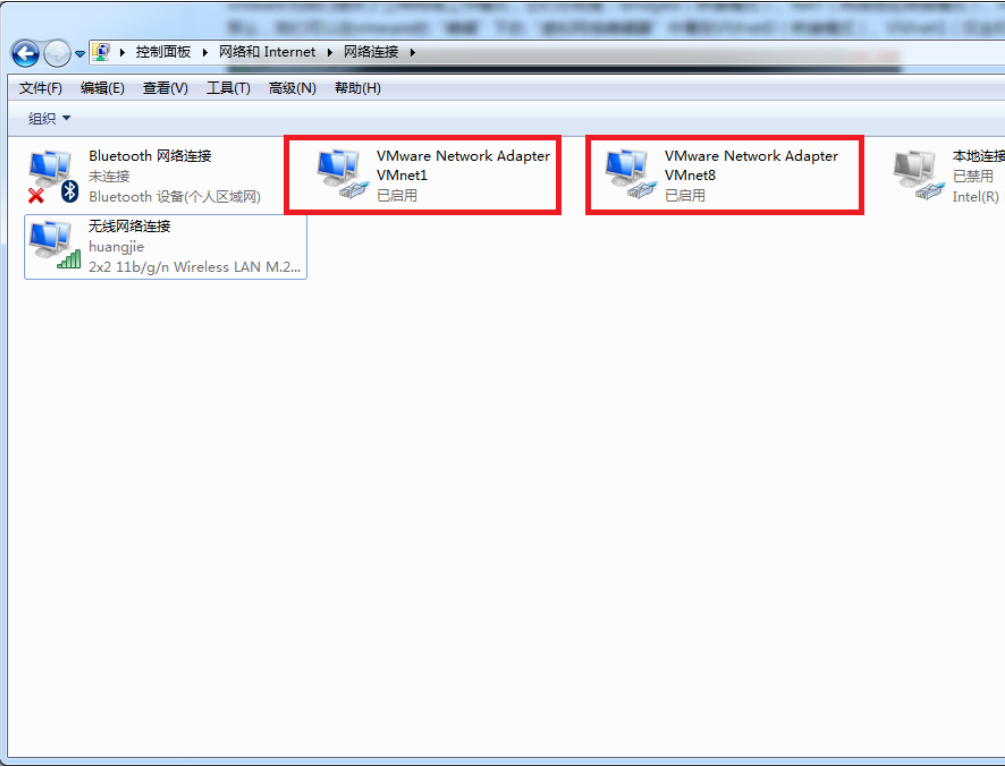 控制面板 网络和 Internet 网络连接
文件(F) 编辑(E) 查看(V) 工具(T) 高级(N) 帮助(H)
组织
Bluetooth 网络连接
未连接
Bluetooth 设备(个人区域网)
VMware Network Adapter
VMnet1
已启用
VMware Network Adapter
VMnet8
已启用
本地连接
已禁用
Intel(R)
无线网络连接
huangjie
2x2 11b/g/n Wireless LAN M.2...